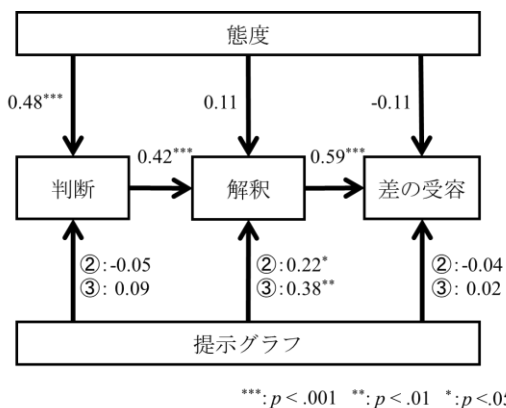 態度
0.48*** 0.11 -0.11
0.42*** 0.59***
判断 解釈 差の受容
②: -0.05 ②: 0.22* ②: -0.04
③: 0.09 ③: 0.38** ③: 0.02
提示グラフ
***: p < .001 **: p < .01 *: p < .05